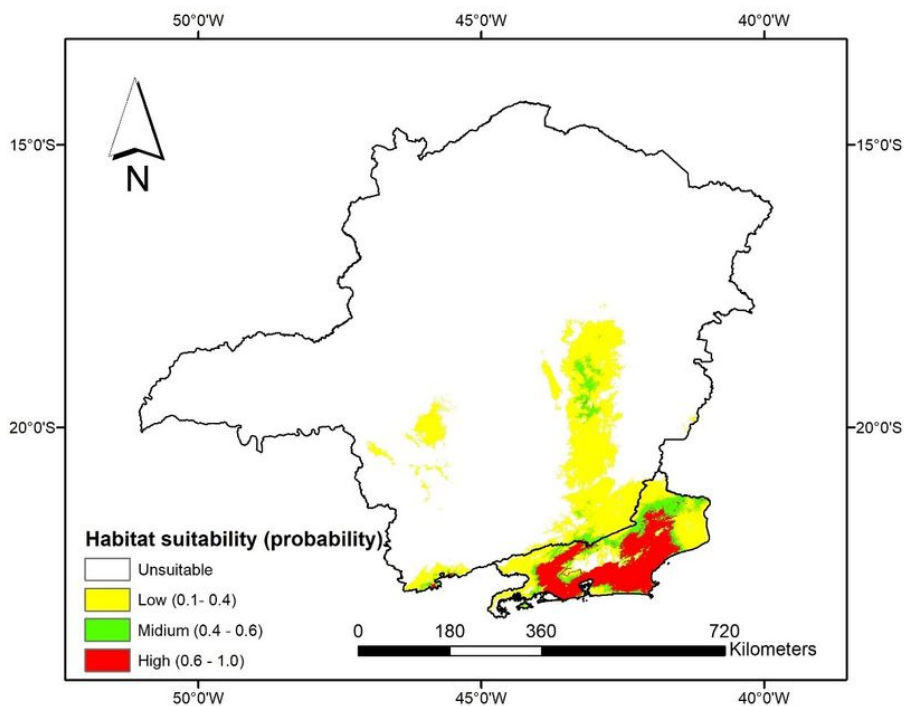 50°0'W 45°0'W 40°0'W
15°0'S 15°0'S
N
20°0'S 20°0'S
Habitat suitability (probability)
Unsuitable
Low (0.1- 0.4)
Midium (0.4 - 0.6)
High (0.6 - 1.0)
0 180 360 720
Kilometers
50°0'W 45°0'W 40°0'W